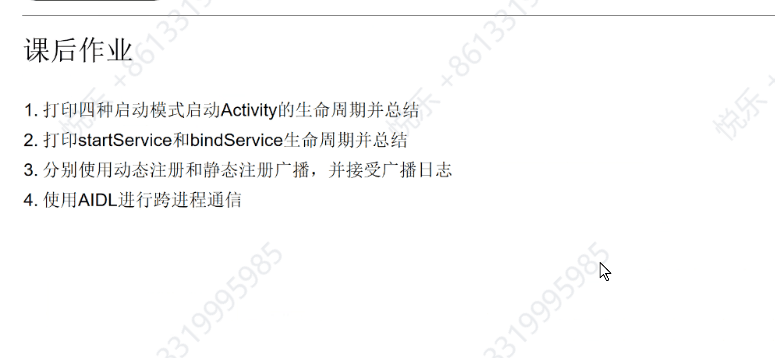 课后作业
1. 打印四种启动模式启动Activity的生命周期并总结
2. 打印startService和bindService生命周期并总结
3. 分别使用动态注册和静态注册广播，并接受广播日志
4. 使用AIDL进行跨进程通信
悦乐 +861331
悦乐 +861331
悦乐 +
3319995985
3319995985